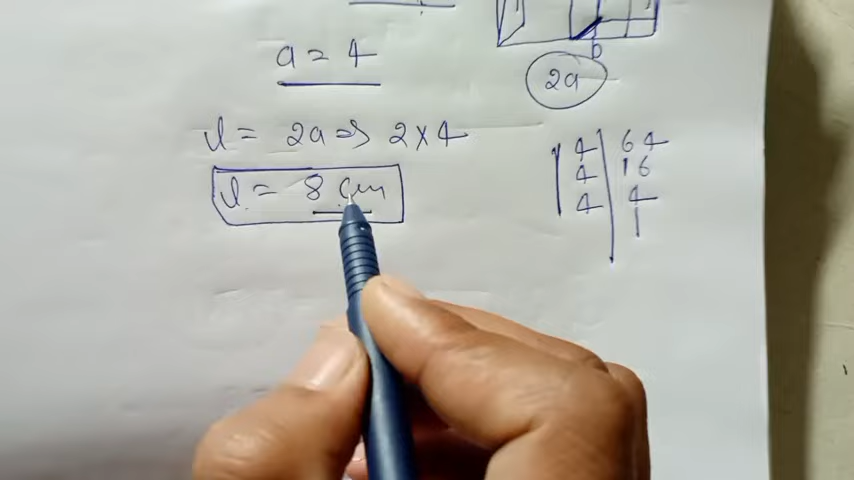 a = 4
b
2a
l = 2a ⇒ 2 × 4
l = 8 cm
4 | 64
4 | 16
4 | 4
1